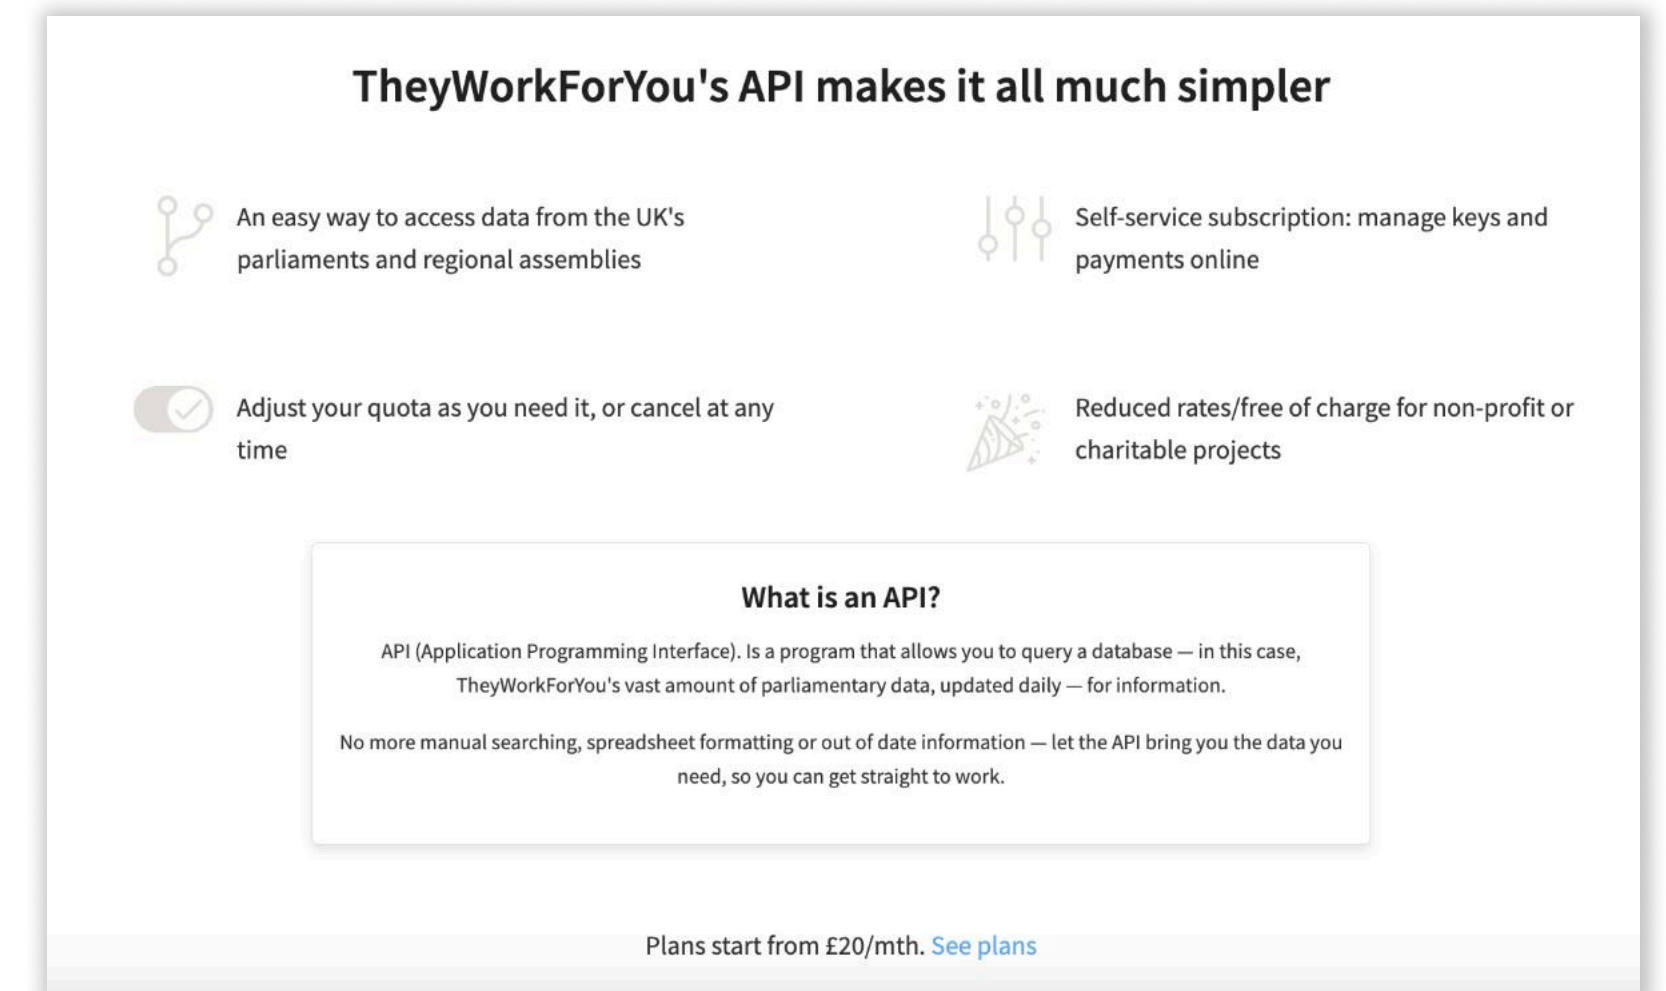 TheyWorkForYou's API makes it all much simpler
An easy way to access data from the UK's
parliaments and regional assemblies
Self-service subscription: manage keys and
payments online
Adjust your quota as you need it, or cancel at any
time
Reduced rates/free of charge for non-profit or
charitable projects
What is an API?
API (Application Programming Interface). Is a program that allows you to query a database — in this case,
TheyWorkForYou's vast amount of parliamentary data, updated daily — for information.
No more manual searching, spreadsheet formatting or out of date information — let the API bring you the data you
need, so you can get straight to work.
Plans start from £20/mth. See plans